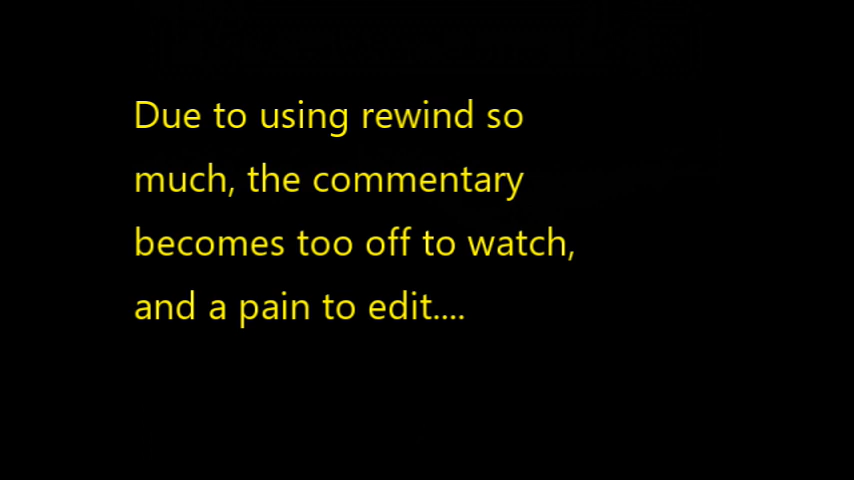 Due to using rewind so
much, the commentary
becomes too off to watch,
and a pain to edit....